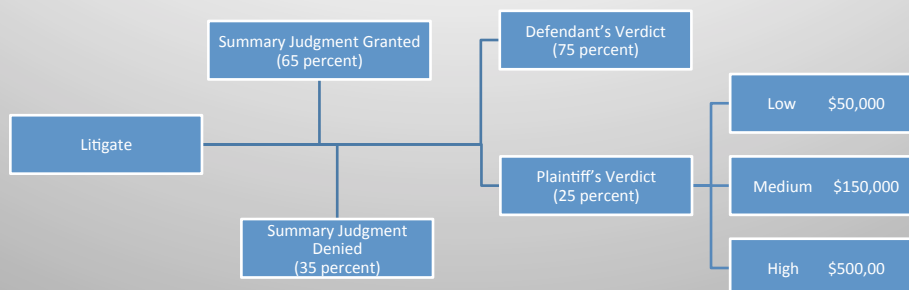 Litigate
Summary Judgment Granted
(65 percent)
Summary Judgment
Denied
(35 percent)
Defendant’s Verdict
(75 percent)
Plaintiff’s Verdict
(25 percent)
Low $50,000
Medium $150,000
High $500,00